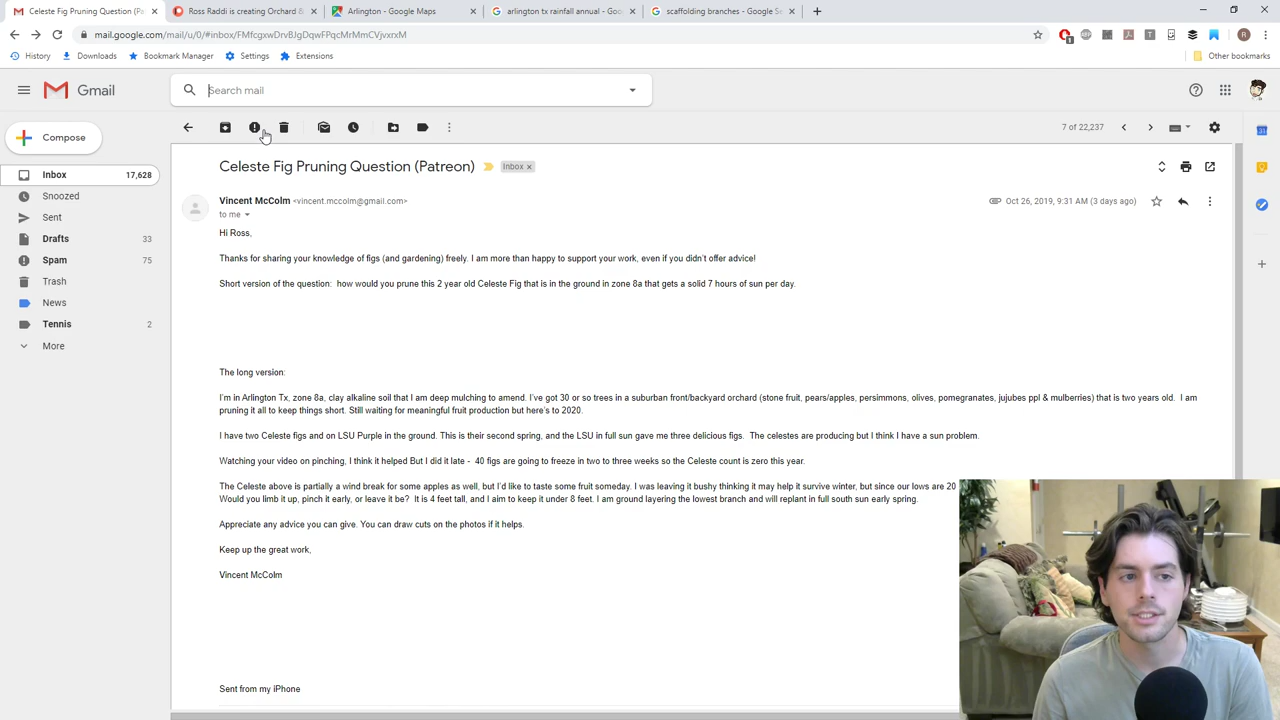 Celeste Fig Pruning Question (Pa
Ross Raddi is creating Orchard &
Arlington - Google Maps
arlington tx rainfall annual - Goo
scaffolding branches - Google Se
mail.google.com/mail/u/0/#inbox/FMfcgxwDrvBJgDqwFPqcMrMmCVjvxrxM
History
Downloads
Bookmark Manager
Settings
Extensions
Other bookmarks
Gmail
Search mail
Compose
7 of 22,237
Inbox 17,628
Snoozed
Sent
Drafts 33
Spam 75
Trash
News
Tennis 2
More
Celeste Fig Pruning Question (Patreon)
Inbox x
Vincent McColm <vincent.mccolm@gmail.com>
Oct 26, 2019, 9:31 AM (3 days ago)
to me
Hi Ross,
Thanks for sharing your knowledge of figs (and gardening) freely. I am more than happy to support your work, even if you didn't offer advice!
Short version of the question:  how would you prune this 2 year old Celeste Fig that is in the ground in zone 8a that gets a solid 7 hours of sun per day.
The long version:
I'm in Arlington Tx, zone 8a, clay alkaline soil that I am deep mulching to amend. I've got 30 or so trees in a suburban front/backyard orchard (stone fruit, pears/apples, persimmons, olives, pomegranates, jujubes ppl & mulberries) that is two years old.  I am
pruning it all to keep things short. Still waiting for meaningful fruit production but here's to 2020.
I have two Celeste figs and on LSU Purple in the ground. This is their second spring, and the LSU in full sun gave me three delicious figs.  The celestes are producing but I think I have a sun problem.
Watching your video on pinching, I think it helped But I did it late -  40 figs are going to freeze in two to three weeks so the Celeste count is zero this year.
The Celeste above is partially a wind break for some apples as well, but I'd like to taste some fruit someday. I was leaving it bushy thinking it may help it survive winter, but since our lows are 20
Would you limb it up, pinch it early, or leave it be?  It is 4 feet tall, and I aim to keep it under 8 feet. I am ground layering the lowest branch and will replant in full south sun early spring.
Appreciate any advice you can give. You can draw cuts on the photos if it helps.
Keep up the great work,
Vincent McColm
Sent from my iPhone